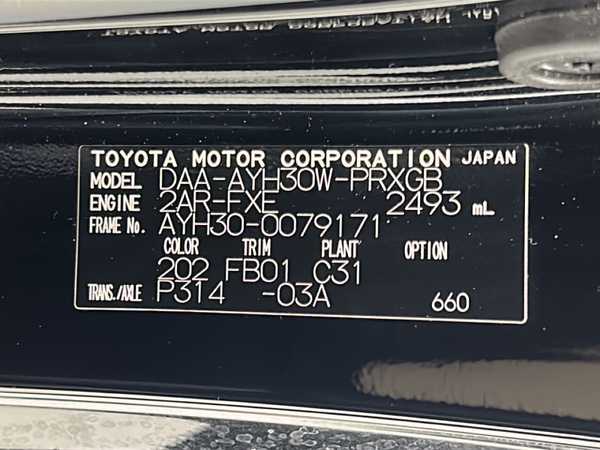 TOYOTA MOTOR CORPORATION JAPAN
MODEL DAA-AYH30W-PRXGB
ENGINE 2AR-FXE 2493 mL
FRAME No. AYH30-0079171
COLOR TRIM PLANT OPTION
202 FB01 C31
TRANS./AXLE P314 -03A 660